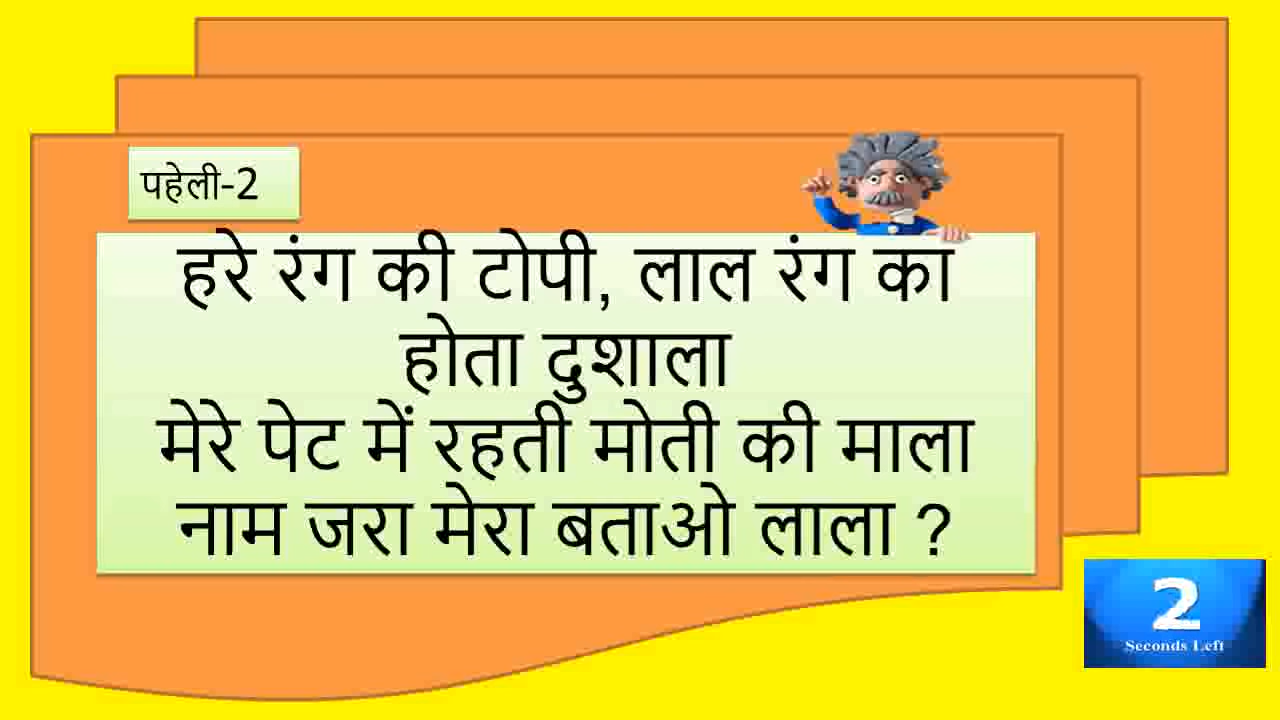 पहेली-2
हरे रंग की टोपी, लाल रंग का
होता दुशाला
मेरे पेट में रहती मोती की माला
नाम जरा मेरा बताओ लाला ?
2
Seconds Left